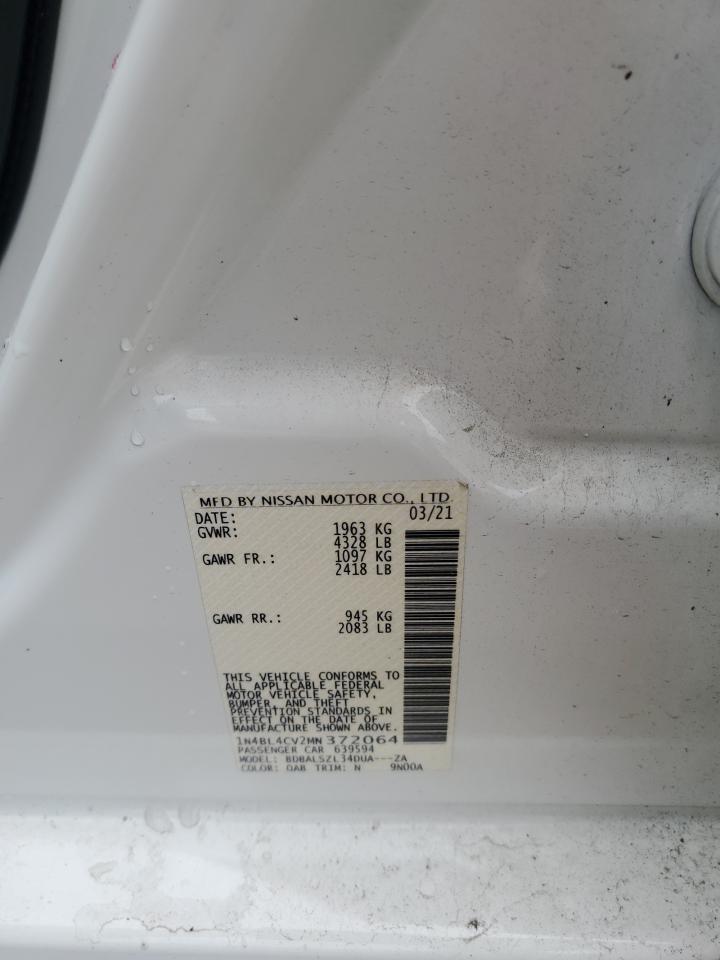 MFD BY NISSAN MOTOR CO., LTD.
DATE: 03/21
GVWR: 1963 KG
4328 LB
GAWR FR.: 1097 KG
2418 LB
GAWR RR.: 945 KG
2083 LB
THIS VEHICLE CONFORMS TO
ALL APPLICABLE FEDERAL
MOTOR VEHICLE SAFETY,
BUMPER, AND THEFT
PREVENTION STANDARDS IN
EFFECT ON THE DATE OF
MANUFACTURE SHOWN ABOVE.
1N4BL4CV2MN372064
PASSENGER CAR 639594
MODEL: BDBALSZL34DUA---ZA
COLOR: QAB TRIM: N 9N00A